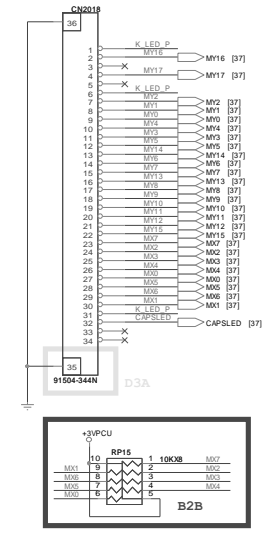 CN2018
36
1 K_LED_P
2 MY16 MY16 [37]
3
4 MY17 MY17 [37]
5
6 K_LED_P
7 MY2 MY2 [37]
8 MY1 MY1 [37]
9 MY0 MY0 [37]
10 MY4 MY4 [37]
11 MY3 MY3 [37]
12 MY5 MY5 [37]
13 MY14 MY14 [37]
14 MY6 MY6 [37]
15 MY7 MY7 [37]
16 MY13 MY13 [37]
17 MY8 MY8 [37]
18 MY9 MY9 [37]
19 MY10 MY10 [37]
20 MY11 MY11 [37]
21 MY12 MY12 [37]
22 MY15 MY15 [37]
23 MX7 MX7 [37]
24 MX2 MX2 [37]
25 MX3 MX3 [37]
26 MX4 MX4 [37]
27 MX0 MX0 [37]
28 MX5 MX5 [37]
29 MX6 MX6 [37]
30 MX1 MX1 [37]
31 K_LED_P
32 CAPSLED CAPSLED [37]
33
34
35
91504-344N
D3A
+3VPCU
RP15
10 1 10KX8 MX7
MX1 9 2 MX2
MX6 8 3 MX3
MX5 7 4 MX4
MX0 6 5
B2B